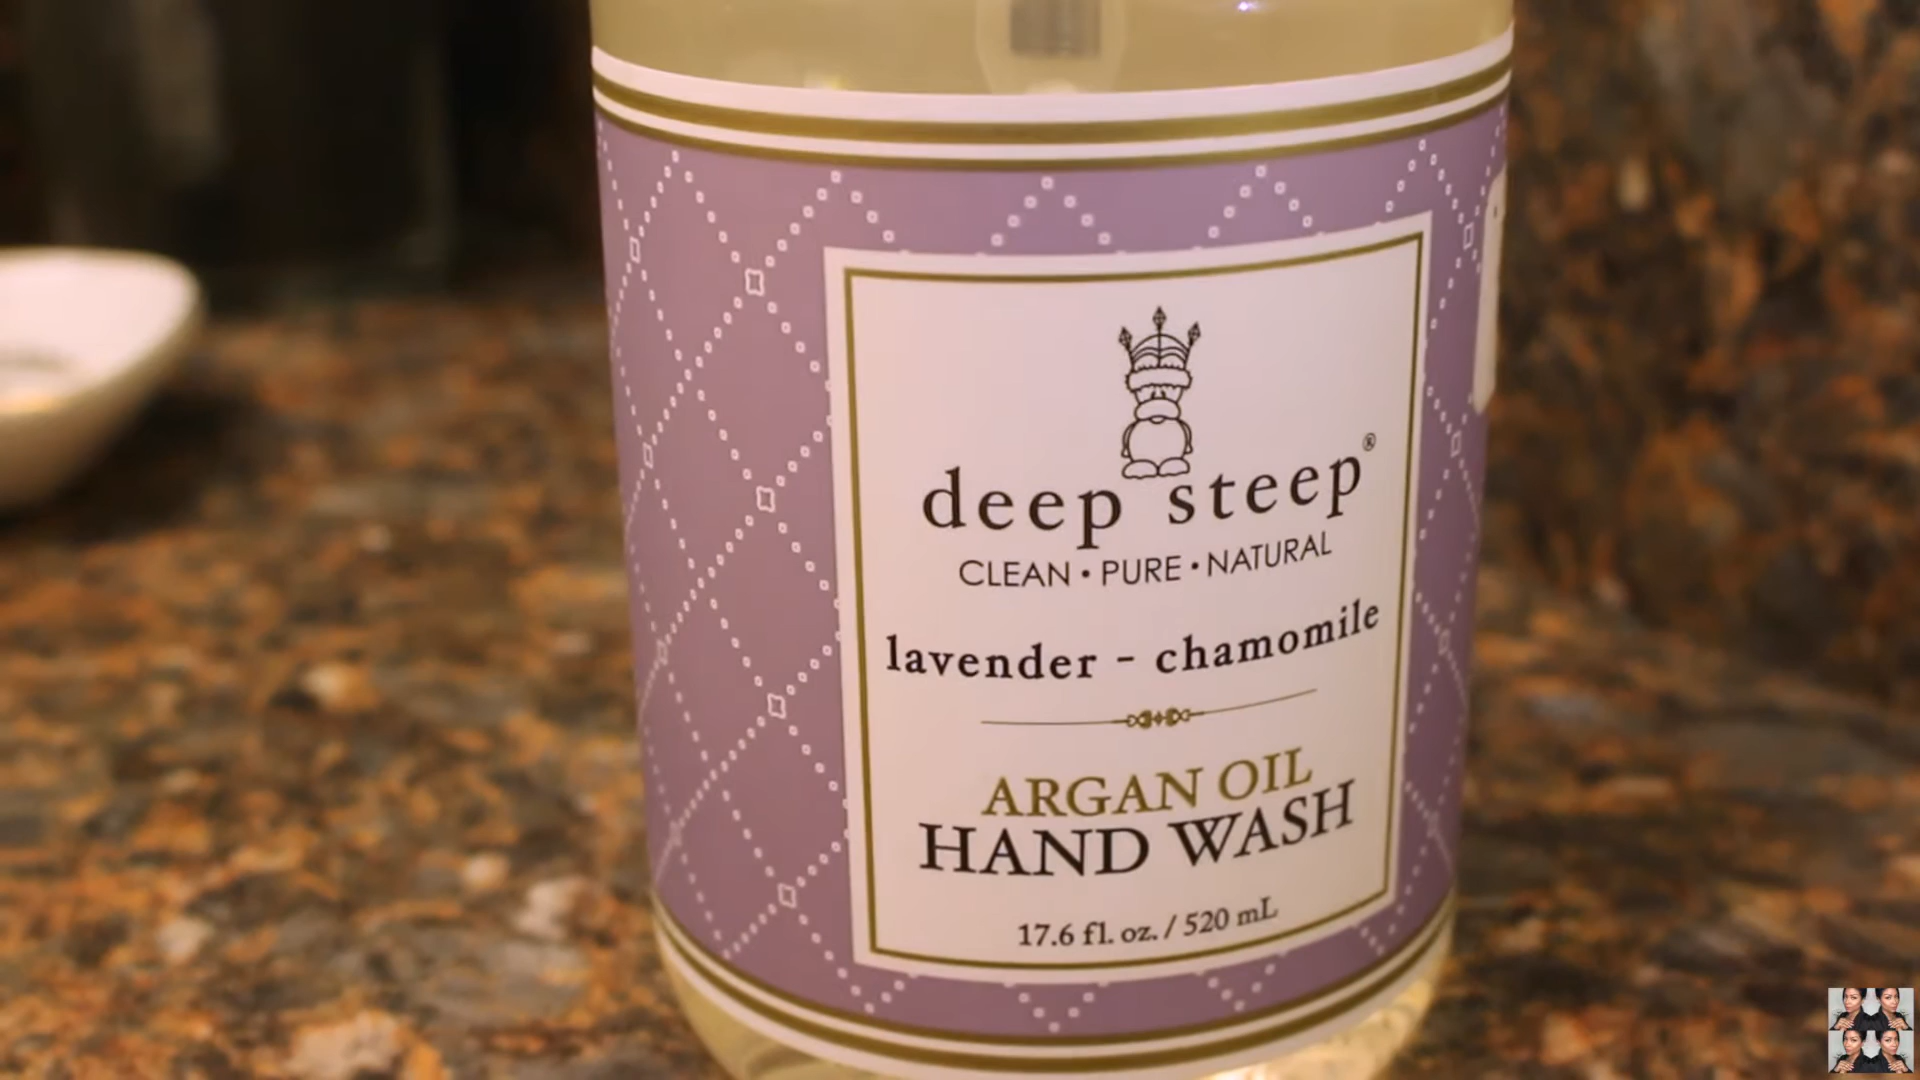 deep steep®
CLEAN • PURE • NATURAL
lavender - chamomile
ARGAN OIL
HAND WASH
17.6 fl. oz. / 520 mL